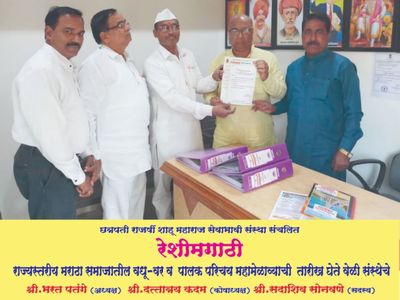 छत्रपती राजर्षी शाहू महाराज सेवाभावी संस्था संचलित
रेशीमगाठी
राज्यस्तरीय मराठा समाजातील वधू-वर व पालक परिचय महामेळाव्याची तारीख घेते वेळी संस्थेचे
श्री.भरत पतंगे (अध्यक्ष) श्री.दत्तात्रय कदम (कोषाध्यक्ष) श्री.सदाशिव सोनवणे (सदस्य)